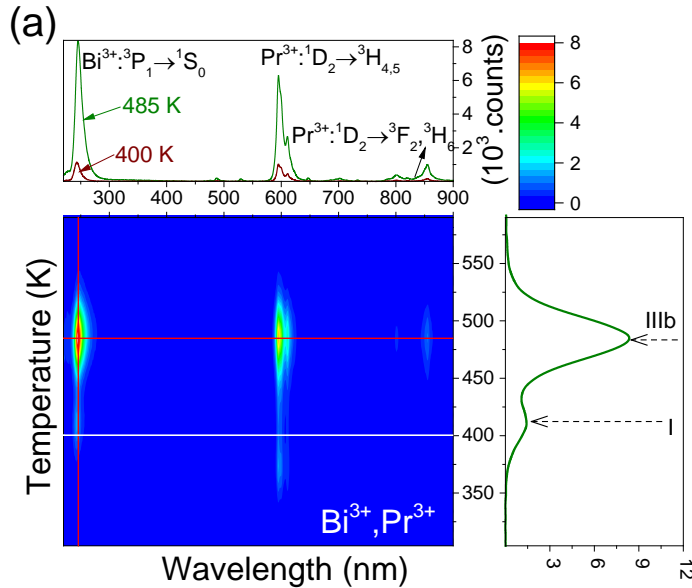 (a)
Bi³⁺:³P₁→¹S₀
Pr³⁺:¹D₂→³H₄,₅
485 K
400 K
Pr³⁺:¹D₂→³F₂,³H₆
8
6
4
2
(10³.counts)
8
6
4
2
0
300 400 500 600 700 800 900
Temperature (K)
550
500
450
400
350
IIIb
I
Bi³⁺,Pr³⁺
Wavelength (nm)
3 6 9 12